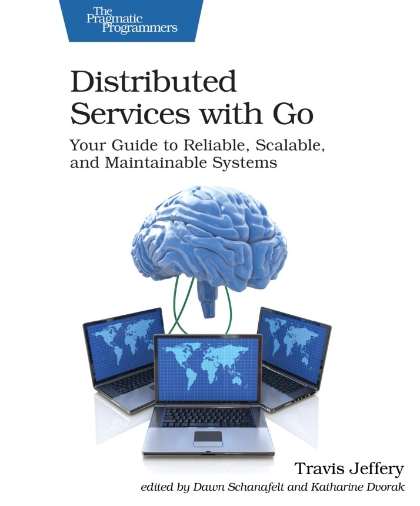 The
Pragmatic
Programmers
Distributed
Services with Go
Your Guide to Reliable, Scalable,
and Maintainable Systems
Travis Jeffery
edited by Dawn Schanafelt and Katharine Dvorak